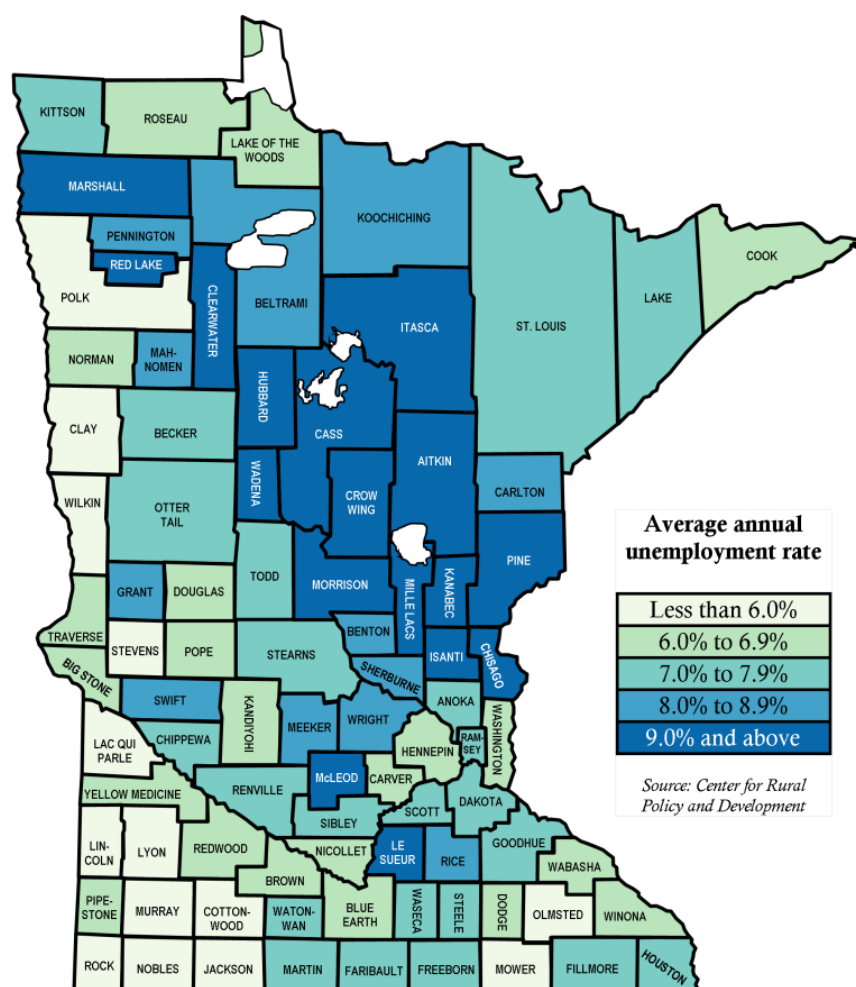 KITTSON
ROSEAU
LAKE OF THE
WOODS
MARSHALL
KOOCHICHING
PENNINGTON
RED LAKE
COOK
POLK
CLEARWATER
BELTRAMI
LAKE
ITASCA
ST. LOUIS
NORMAN
MAH-
NOMEN
HUBBARD
CLAY
BECKER
CASS
AITKIN
WADENA
CROW
WING
CARLTON
WILKIN
OTTER
TAIL
Average annual
unemployment rate
PINE
GRANT
DOUGLAS
TODD
MORRISON
MILLE LACS
KANABEC
Less than 6.0%
TRAVERSE
BENTON
6.0% to 6.9%
STEVENS
POPE
STEARNS
ISANTI
CHISAGO
7.0% to 7.9%
BIG STONE
SHERBURNE
8.0% to 8.9%
SWIFT
KANDIYOHI
ANOKA
WASHINGTON
9.0% and above
LAC QUI
PARLE
CHIPPEWA
MEEKER
WRIGHT
HENNEPIN
RAM-
SEY
McLEOD
CARVER
Source: Center for Rural
Policy and Development
YELLOW MEDICINE
RENVILLE
DAKOTA
SCOTT
SIBLEY
LIN-
COLN
LYON
REDWOOD
NICOLLET
LE
SUEUR
RICE
GOODHUE
WABASHA
BROWN
PIPE-
STONE
MURRAY
COTTON-
WOOD
WATON-
WAN
BLUE
EARTH
WASECA
STEELE
DODGE
OLMSTED
WINONA
ROCK
NOBLES
JACKSON
MARTIN
FARIBAULT
FREEBORN
MOWER
FILLMORE
HOUSTON